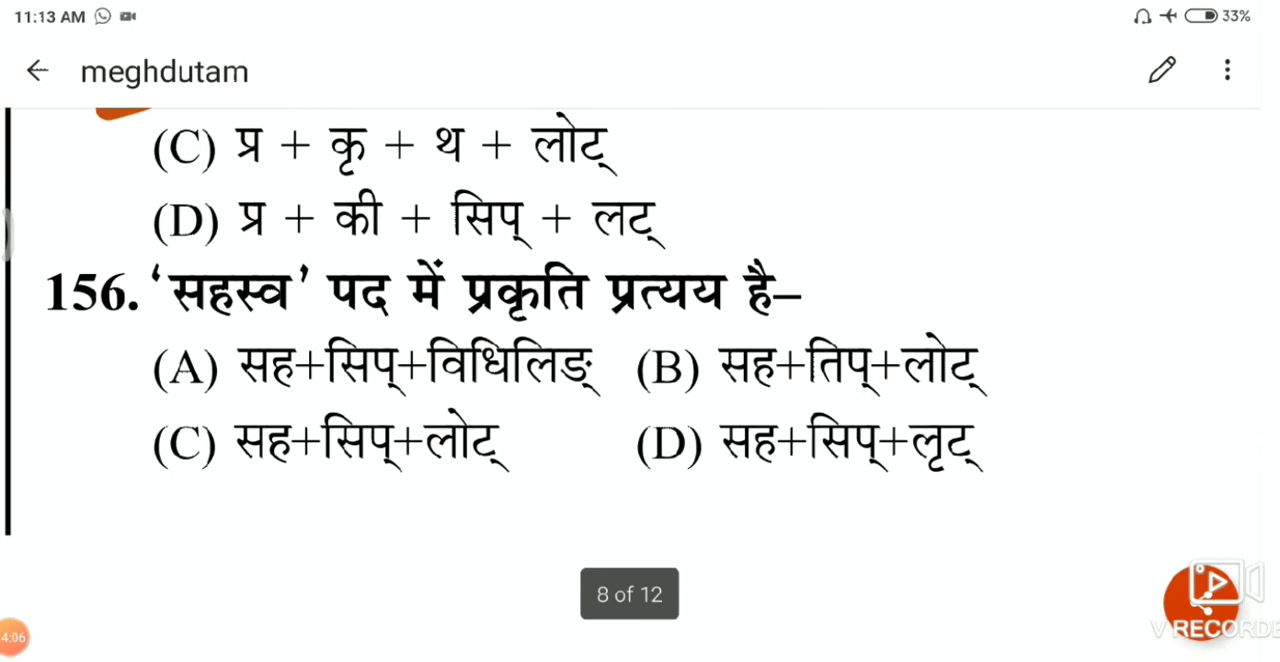 11:13 AM 33%
meghdutam
(C) प्र + कृ + थ + लोट्
(D) प्र + की + सिप् + लट्
156. ‘सहस्व’ पद में प्रकृति प्रत्यय है–
(A) सह+सिप्+विधिलिङ् (B) सह+तिप्+लोट्
(C) सह+सिप्+लोट् (D) सह+सिप्+लृट्
8 of 12
4:06
V RECORDE